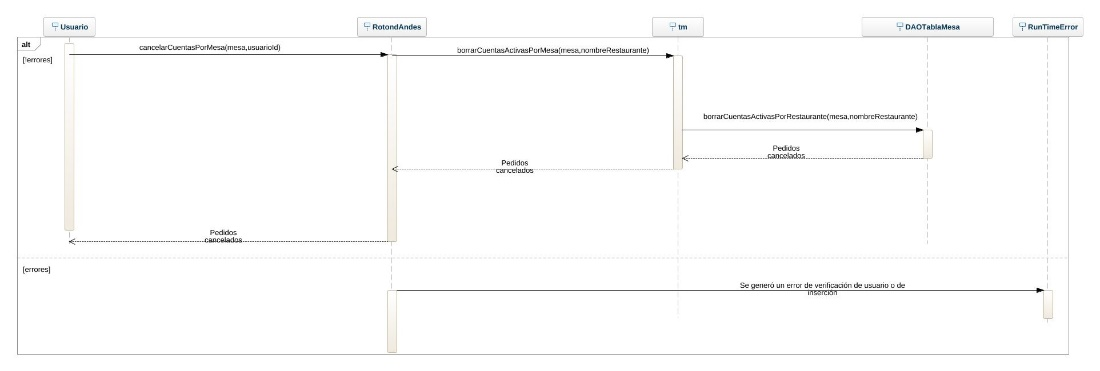 Usuario
RotondAndes
tm
DAOTablaMesa
RunTimeError
alt
[!errores]
cancelarCuentasPorMesa(mesa,usuarioId)
borrarCuentasActivasPorMesa(mesa,nombreRestaurante)
borrarCuentasActivasPorRestaurante(mesa,nombreRestaurante)
Pedidos
cancelados
Pedidos
cancelados
Pedidos
cancelados
[errores]
Se generó un error de verificación de usuario o de
inserción